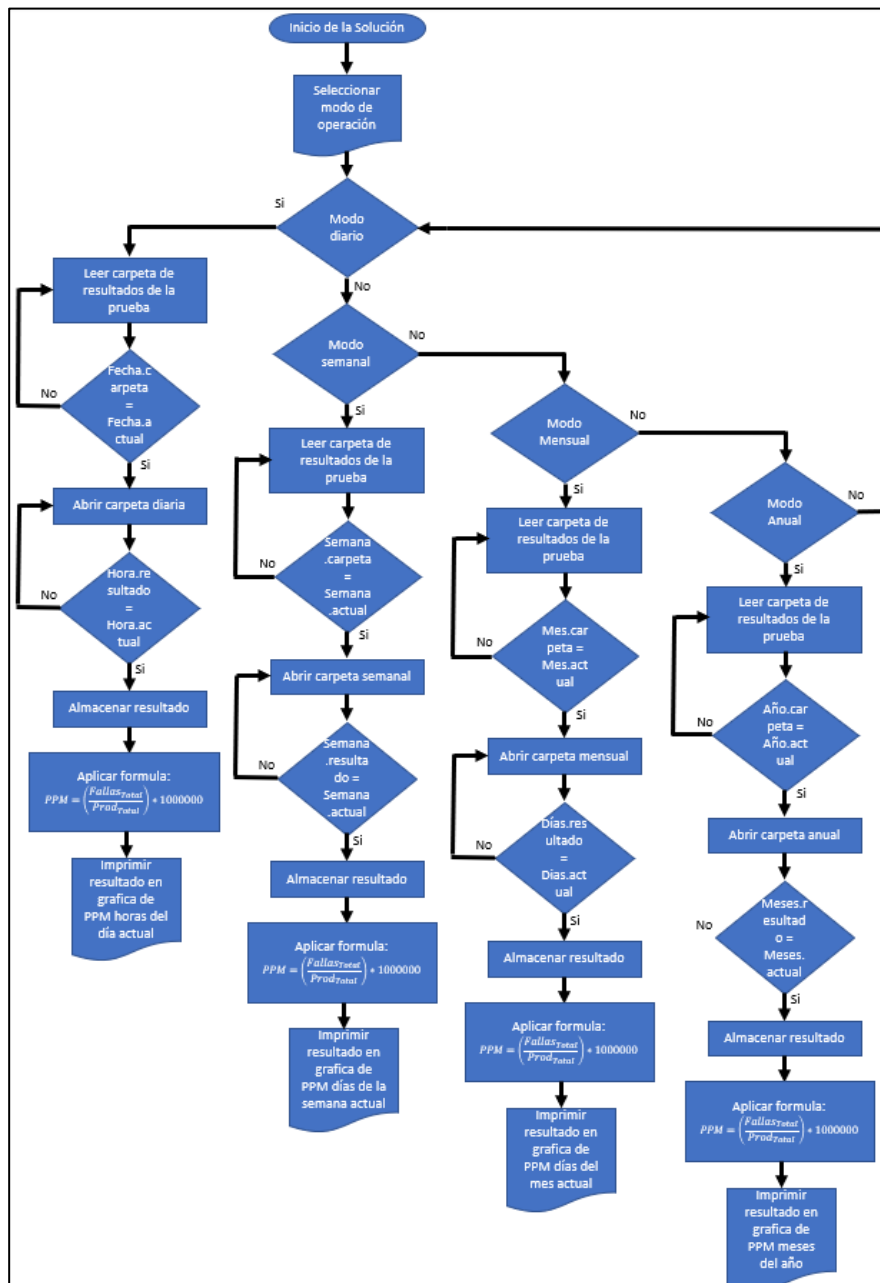 Inicio de la Solución
Seleccionar
modo de
operación
Modo
diario
Si
No
Leer carpeta de
resultados de la
prueba
Fecha.c
arpeta
=
Fecha.a
ctual
No
Si
Abrir carpeta diaria
Hora.re
sultado
=
Hora.act
ual
No
Si
Almacenar resultado
Aplicar formula:
PPM = (Fallas_Total / Prod_Total) * 1000000
Imprimir
resultado en
grafica de
PPM horas del
día actual
Modo
semanal
No
Si
Leer carpeta de
resultados de la
prueba
Semana
.carpeta
=
Semana
.actual
No
Si
Abrir carpeta semanal
Semana
.resulta
do =
Semana
.actual
No
Si
Almacenar resultado
Aplicar formula:
PPM = (Fallas_Total / Prod_Total) * 1000000
Imprimir
resultado en
grafica de
PPM días de la
semana actual
Modo
Mensual
No
Si
Leer carpeta de
resultados de la
prueba
Mes.car
peta =
Mes.act
ual
No
Si
Abrir carpeta mensual
Días.res
ultado
=
Dias.act
ual
No
Si
Almacenar resultado
Aplicar formula:
PPM = (Fallas_Total / Prod_Total) * 1000000
Imprimir
resultado en
grafica de
PPM días del
mes actual
Modo
Anual
No
Si
Leer carpeta de
resultados de la
prueba
Año.car
peta =
Año.act
ual
No
Si
Abrir carpeta anual
Meses.r
esultad
o =
Meses.
actual
No
Si
Almacenar resultado
Aplicar formula:
PPM = (Fallas_Total / Prod_Total) * 1000000
Imprimir
resultado en
grafica de
PPM meses
del año